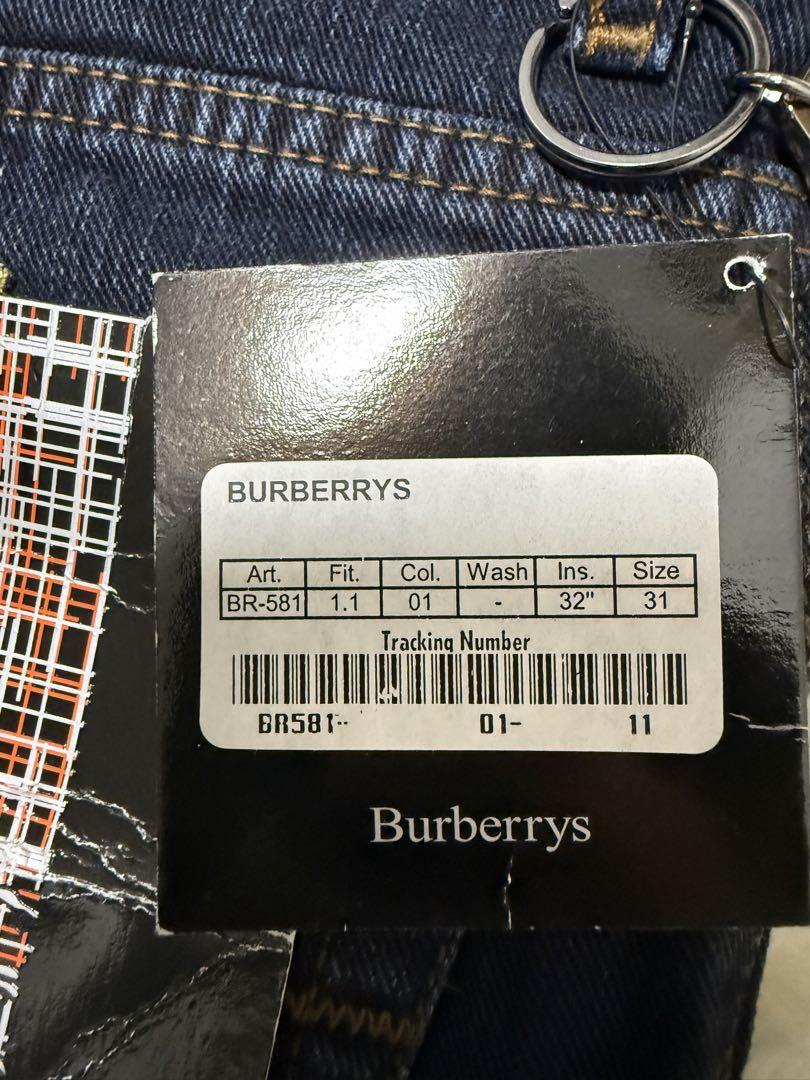 BURBERRYS
Art. Fit. Col. Wash Ins. Size
BR-581 1.1 01 - 32" 31
Tracking Number
BR581-- 01- 11
Burberrys